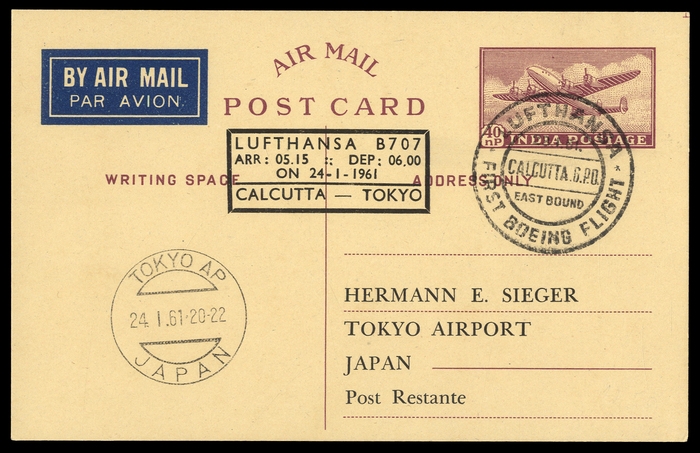 AIR MAIL
POST CARD
BY AIR MAIL
PAR AVION.
40
NP
INDIA POSTAGE
LUFTHANSA
CALCUTTA.G.P.O.
EAST BOUND
FIRST BOEING FLIGHT
LUFTHANSA B707
ARR: 05.15 :: DEP: 06.00
ON 24-1-1961
CALCUTTA — TOKYO
WRITING SPACE
ADDRESS ONLY
TOKYO AP
24. I .61.20-22
JAPAN
HERMANN E. SIEGER
TOKYO AIRPORT
JAPAN
Post Restante